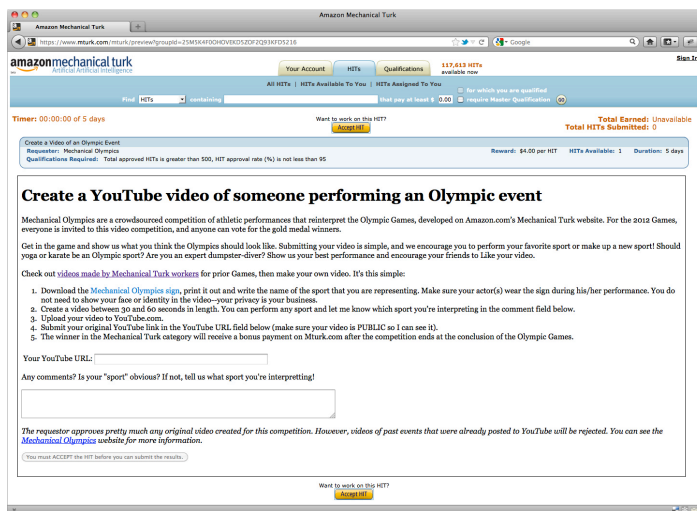 Amazon Mechanical Turk
Amazon Mechanical Turk
https://www.mturk.com/mturk/preview?groupId=25M5K4F0OHOVEKDSZOF2Q93KFD5216
Google
Sign In
amazonmechanical turk
Artificial Artificial Intelligence
Your Account
HITs
Qualifications
117,613 HITs
available now
All HITs | HITs Available To You | HITs Assigned To You
Find HITs containing that pay at least $ 0.00
for which you are qualified
require Master Qualification
GO
Timer: 00:00:00 of 5 days
Want to work on this HIT?
Accept HIT
Total Earned: Unavailable
Total HITs Submitted: 0
Create a Video of an Olympic Event
Requester: Mechanical Olympics
Reward: $4.00 per HIT HITs Available: 1 Duration: 5 days
Qualifications Required: Total approved HITs is greater than 500, HIT approval rate (%) is not less than 95
Create a YouTube video of someone performing an Olympic event
Mechanical Olympics are a crowdsourced competition of athletic performances that reinterpret the Olympic Games, developed on Amazon.com's Mechanical Turk website. For the 2012 Games,
everyone is invited to this video competition, and anyone can vote for the gold medal winners.
Get in the game and show us what you think the Olympics should look like. Submitting your video is simple, and we encourage you to perform your favorite sport or make up a new sport! Should
yoga or karate be an Olympic sport? Are you an expert dumpster-diver? Show us your best performance and encourage your friends to Like your video.
Check out videos made by Mechanical Turk workers for prior Games, then make your own video. It's this simple:
1. Download the Mechanical Olympics sign, print it out and write the name of the sport that you are representing. Make sure your actor(s) wear the sign during his/her performance. You do
not need to show your face or identity in the video--your privacy is your business.
2. Create a video between 30 and 60 seconds in length. You can perform any sport and let me know which sport you're interpreting in the comment field below.
3. Upload your video to YouTube.com.
4. Submit your original YouTube link in the YouTube URL field below (make sure your video is PUBLIC so I can see it).
5. The winner in the Mechanical Turk category will receive a bonus payment on Mturk.com after the competition ends at the conclusion of the Olympic Games.
Your YouTube URL:
Any comments? Is your "sport" obvious? If not, tell us what sport you're interpretting!
The requestor approves pretty much any original video created for this competition. However, videos of past events that were already posted to YouTube will be rejected. You can see the
Mechanical Olympics website for more information.
You must ACCEPT the HIT before you can submit the results.
Want to work on this HIT?
Accept HIT